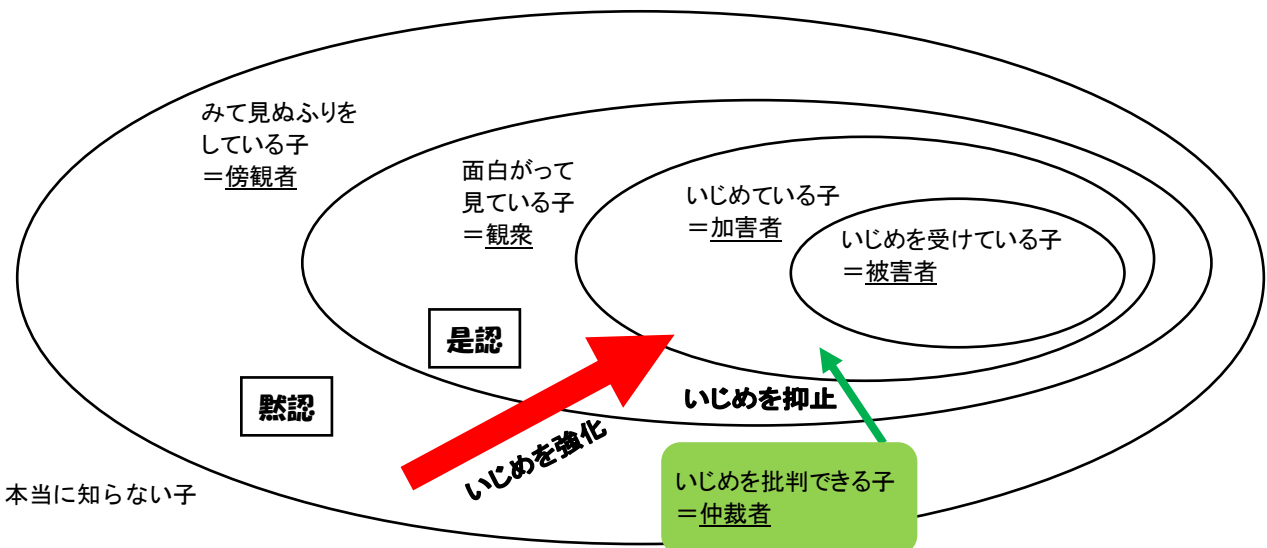 みて見ぬふりを
している子
＝傍観者
面白がって
見ている子
＝観衆
いじめている子
＝加害者
いじめを受けている子
＝被害者
是認
黙認
いじめを強化
いじめを抑止
本当に知らない子
いじめを批判できる子
＝仲裁者